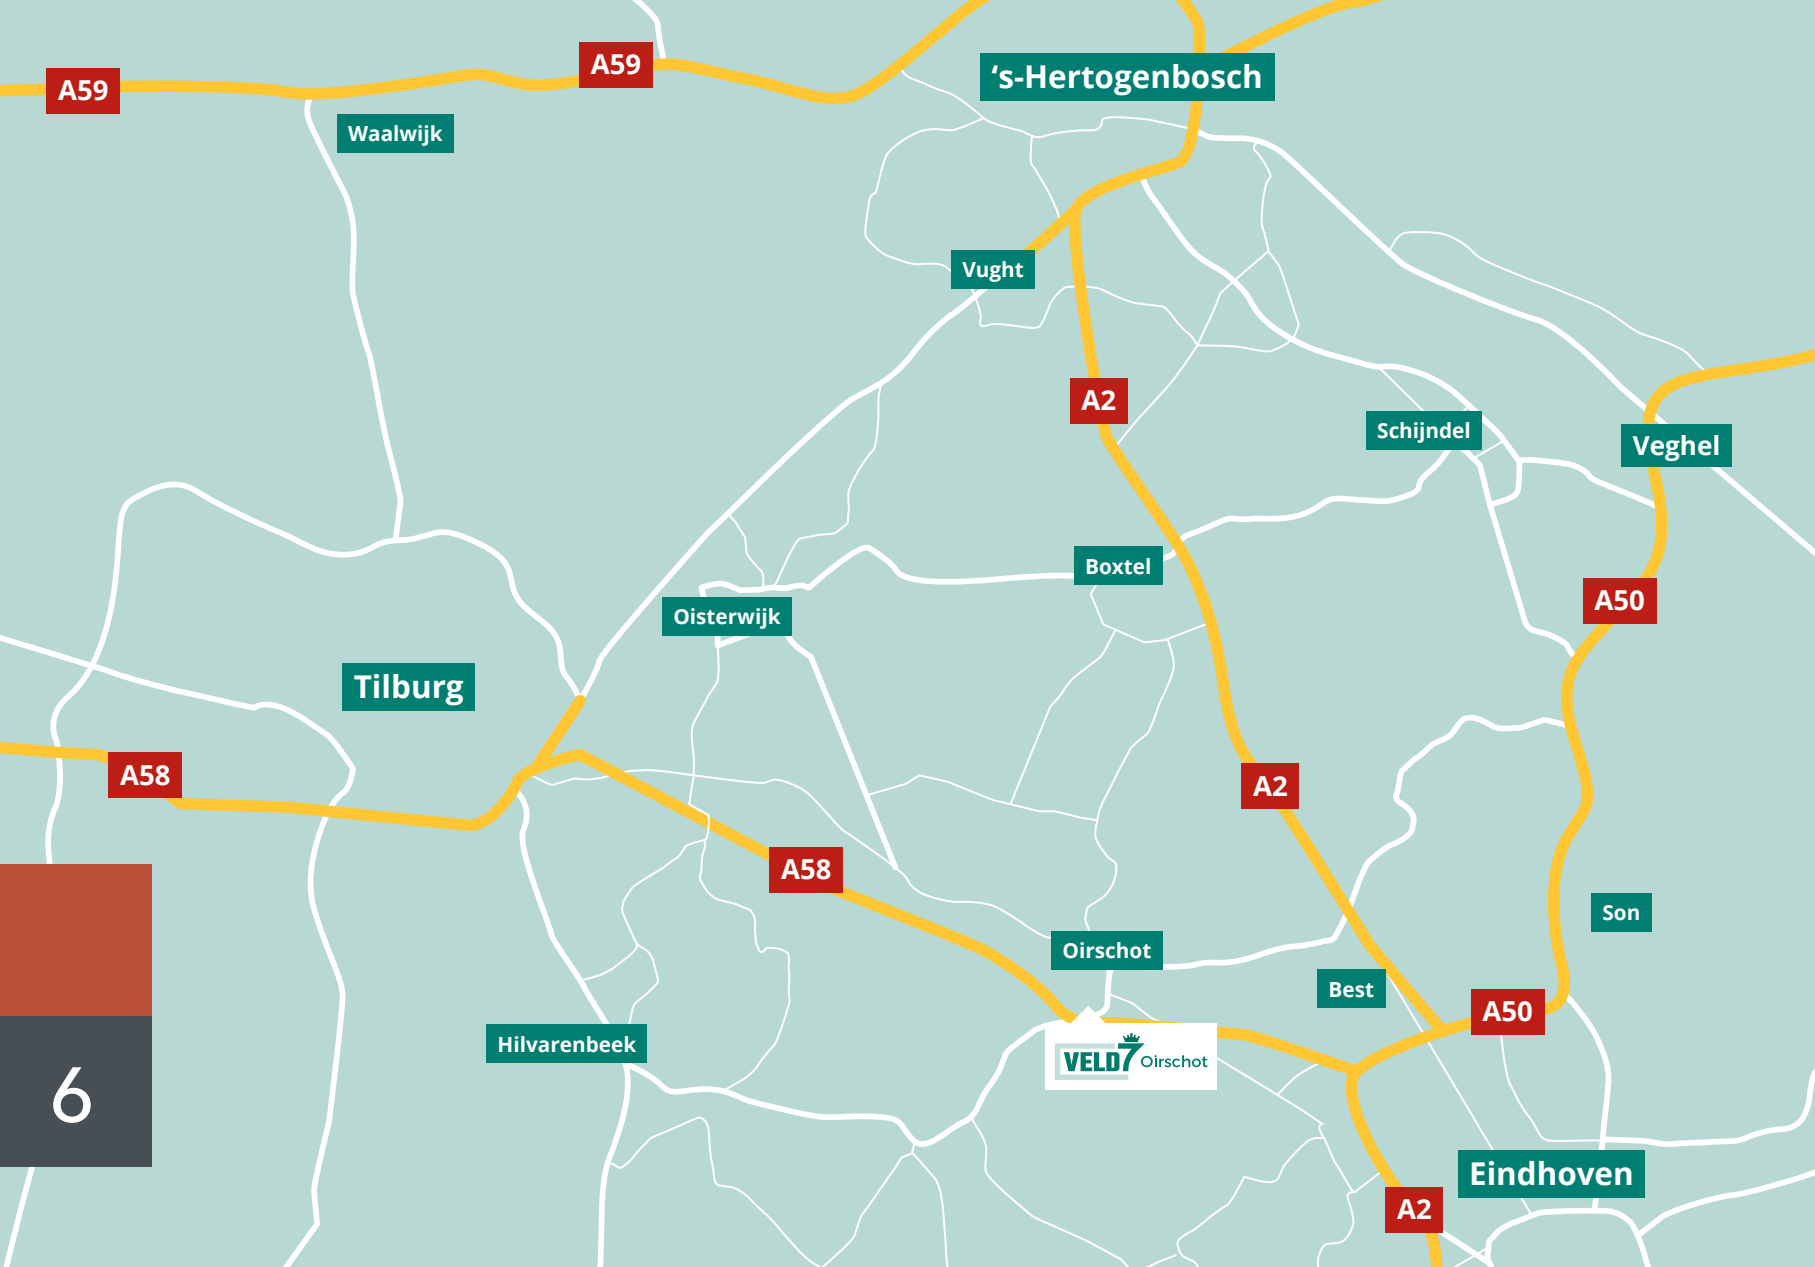 A59
A59
‘s-Hertogenbosch
Waalwijk
Vught
A2
Schijndel
Veghel
Boxtel
A50
Oisterwijk
Tilburg
A58
A2
A58
Son
Oirschot
Best
A50
Hilvarenbeek
VELD7 Oirschot
6
Eindhoven
A2